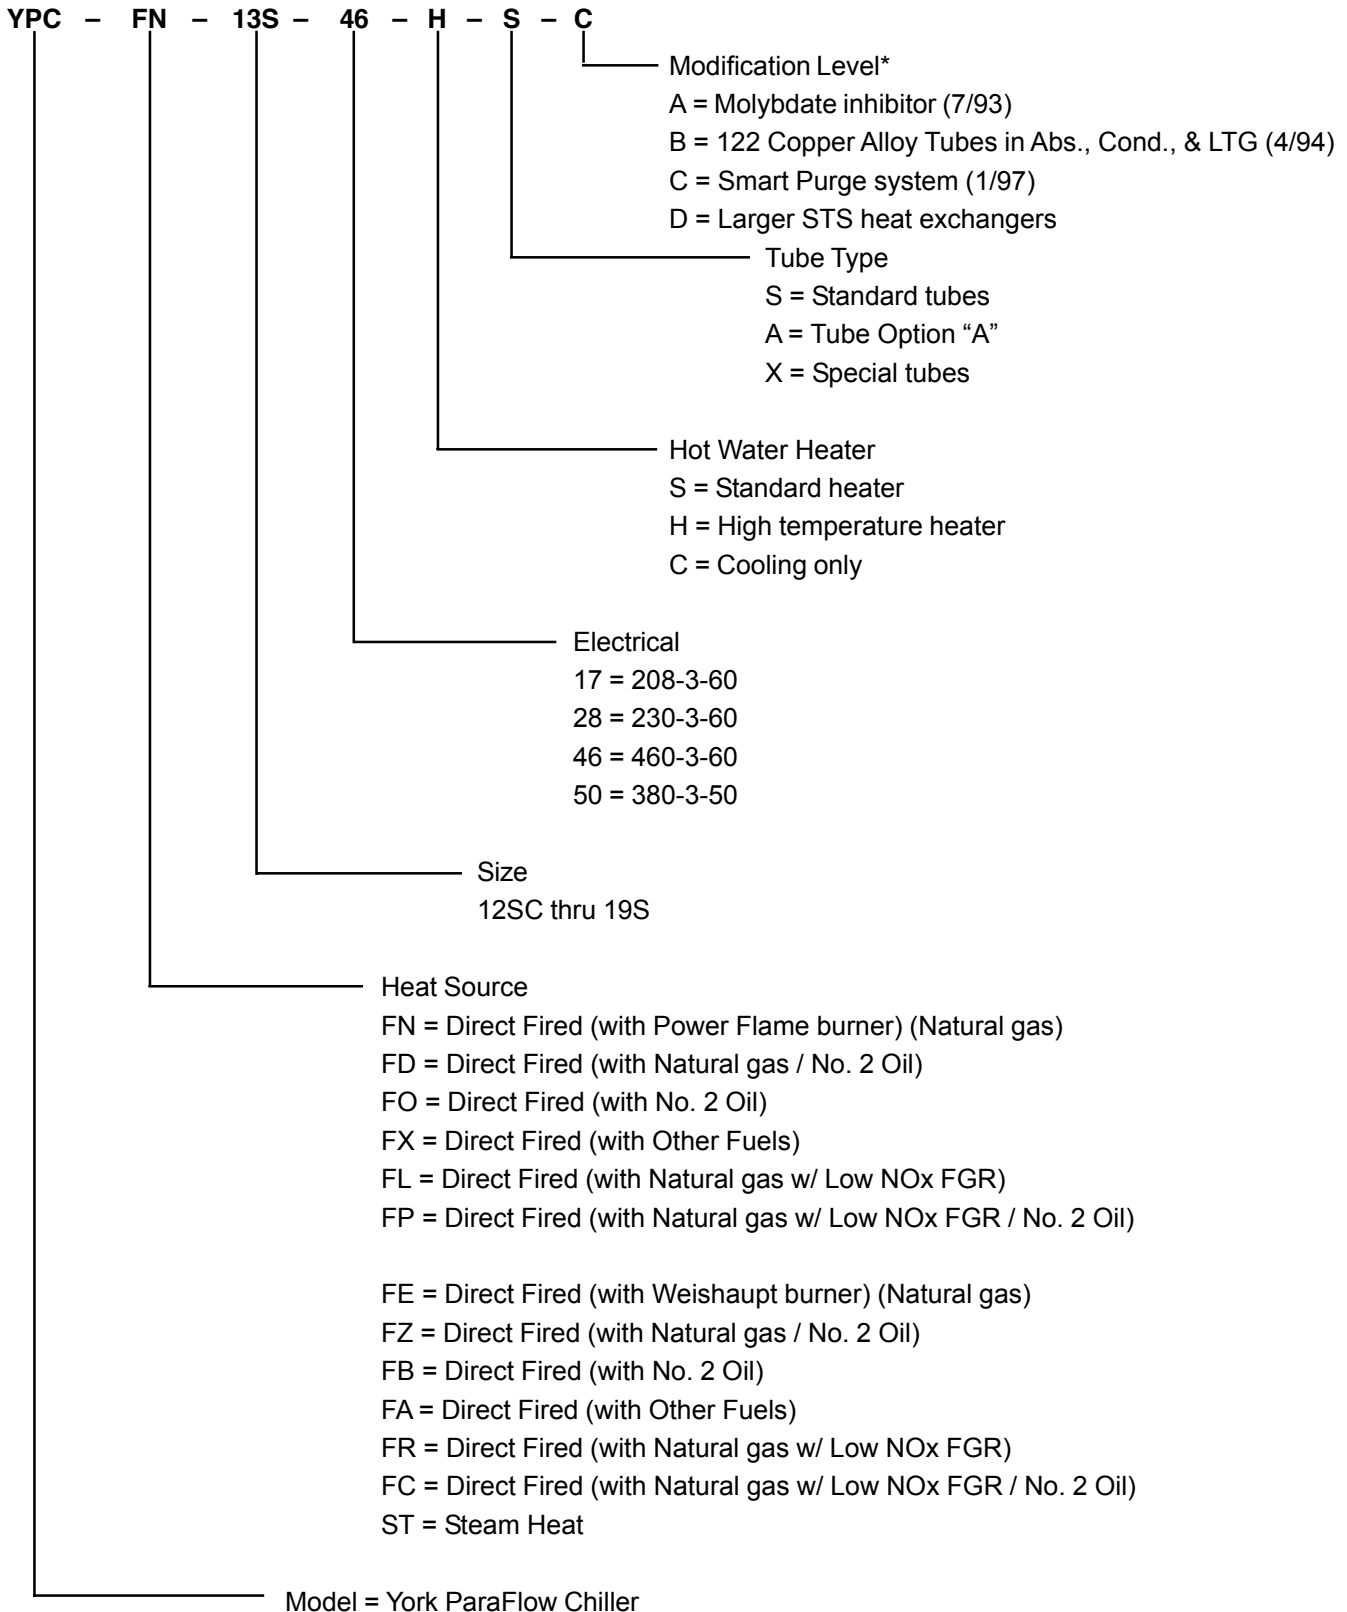 YPC – FN – 13S – 46 – H – S – C
Modification Level*
A = Molybdate inhibitor (7/93)
B = 122 Copper Alloy Tubes in Abs., Cond., & LTG (4/94)
C = Smart Purge system (1/97)
D = Larger STS heat exchangers
Tube Type
S = Standard tubes
A = Tube Option “A”
X = Special tubes
Hot Water Heater
S = Standard heater
H = High temperature heater
C = Cooling only
Electrical
17 = 208-3-60
28 = 230-3-60
46 = 460-3-60
50 = 380-3-50
Size
12SC thru 19S
Heat Source
FN = Direct Fired (with Power Flame burner) (Natural gas)
FD = Direct Fired (with Natural gas / No. 2 Oil)
FO = Direct Fired (with No. 2 Oil)
FX = Direct Fired (with Other Fuels)
FL = Direct Fired (with Natural gas w/ Low NOx FGR)
FP = Direct Fired (with Natural gas w/ Low NOx FGR / No. 2 Oil)
FE = Direct Fired (with Weishaupt burner) (Natural gas)
FZ = Direct Fired (with Natural gas / No. 2 Oil)
FB = Direct Fired (with No. 2 Oil)
FA = Direct Fired (with Other Fuels)
FR = Direct Fired (with Natural gas w/ Low NOx FGR)
FC = Direct Fired (with Natural gas w/ Low NOx FGR / No. 2 Oil)
ST = Steam Heat
Model = York ParaFlow Chiller